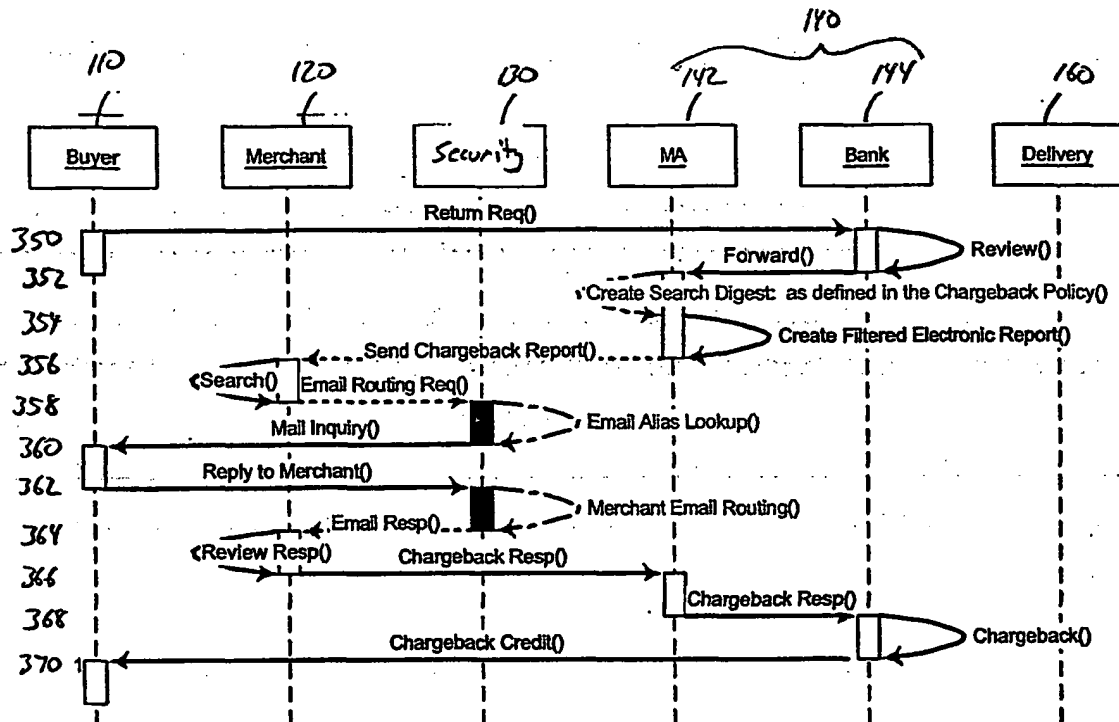 140
110 120 130 142 144 160
Buyer Merchant Security MA Bank Delivery
Return Req()
350
Forward() Review()
352
Create Search Digest: as defined in the Chargeback Policy()
354
Create Filtered Electronic Report()
Send Chargeback Report()
356
Search() Email Routing Req()
358
Email Alias Lookup()
Mail Inquiry()
360
Reply to Merchant()
362
Merchant Email Routing()
Email Resp()
364
Review Resp() Chargeback Resp()
366
Chargeback Resp()
368
Chargeback()
Chargeback Credit()
370 1